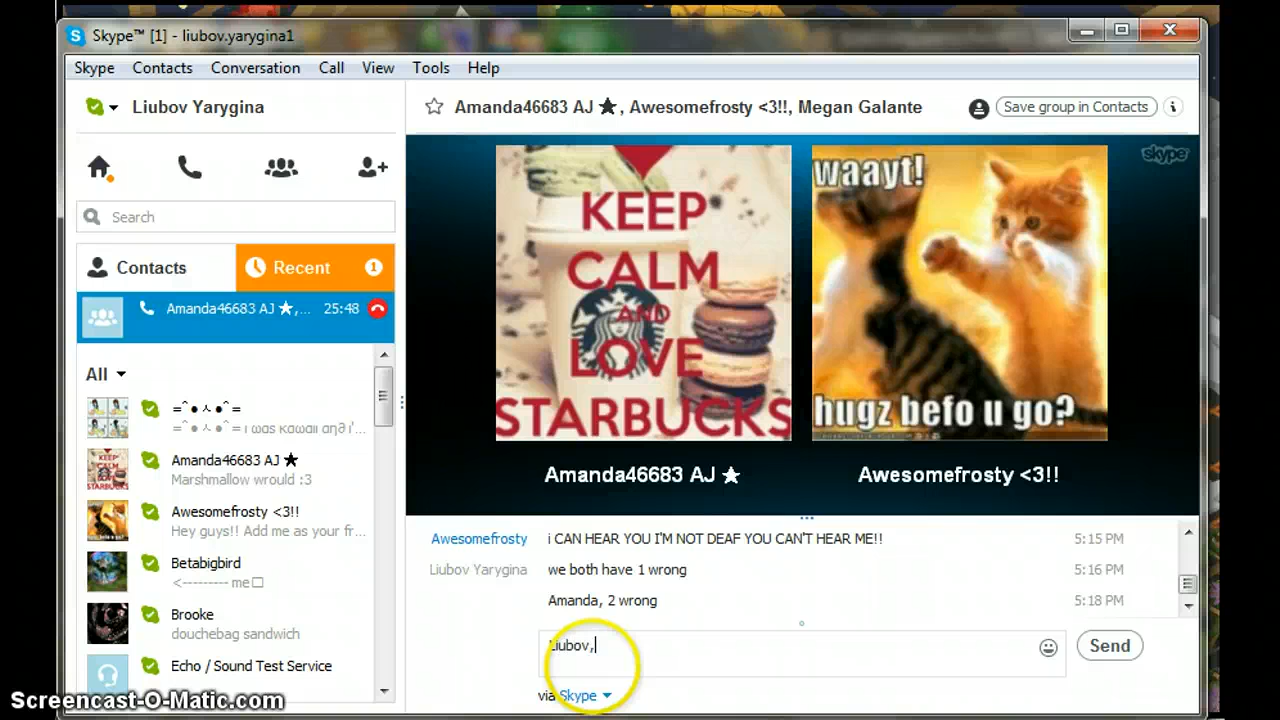 Skype™ [1] - liubov.yarygina1
Skype Contacts Conversation Call View Tools Help
Liubov Yarygina
Search
Contacts
Recent 1
Amanda46683 AJ ★,... 25:48
All
=ˆ●ㅅ●ˆ=
Amanda46683 AJ ★
Marshmallow wrould :3
Awesomefrosty <3!!
Hey guys!! Add me as your fr...
Betabigbird
<--------- me□
Brooke
douchebag sandwich
Echo / Sound Test Service
Amanda46683 AJ ★, Awesomefrosty <3!!, Megan Galante
Save group in Contacts
skype
KEEP
CALM
AND
LOVE
STARBUCKS
waayt!
hugz befo u go?
Amanda46683 AJ ★
Awesomefrosty <3!!
Awesomefrosty i CAN HEAR YOU I'M NOT DEAF YOU CAN'T HEAR ME!! 5:15 PM
Liubov Yarygina we both have 1 wrong 5:16 PM
Amanda, 2 wrong 5:18 PM
Liubov,
Send
via Skype
Screencast-O-Matic.com